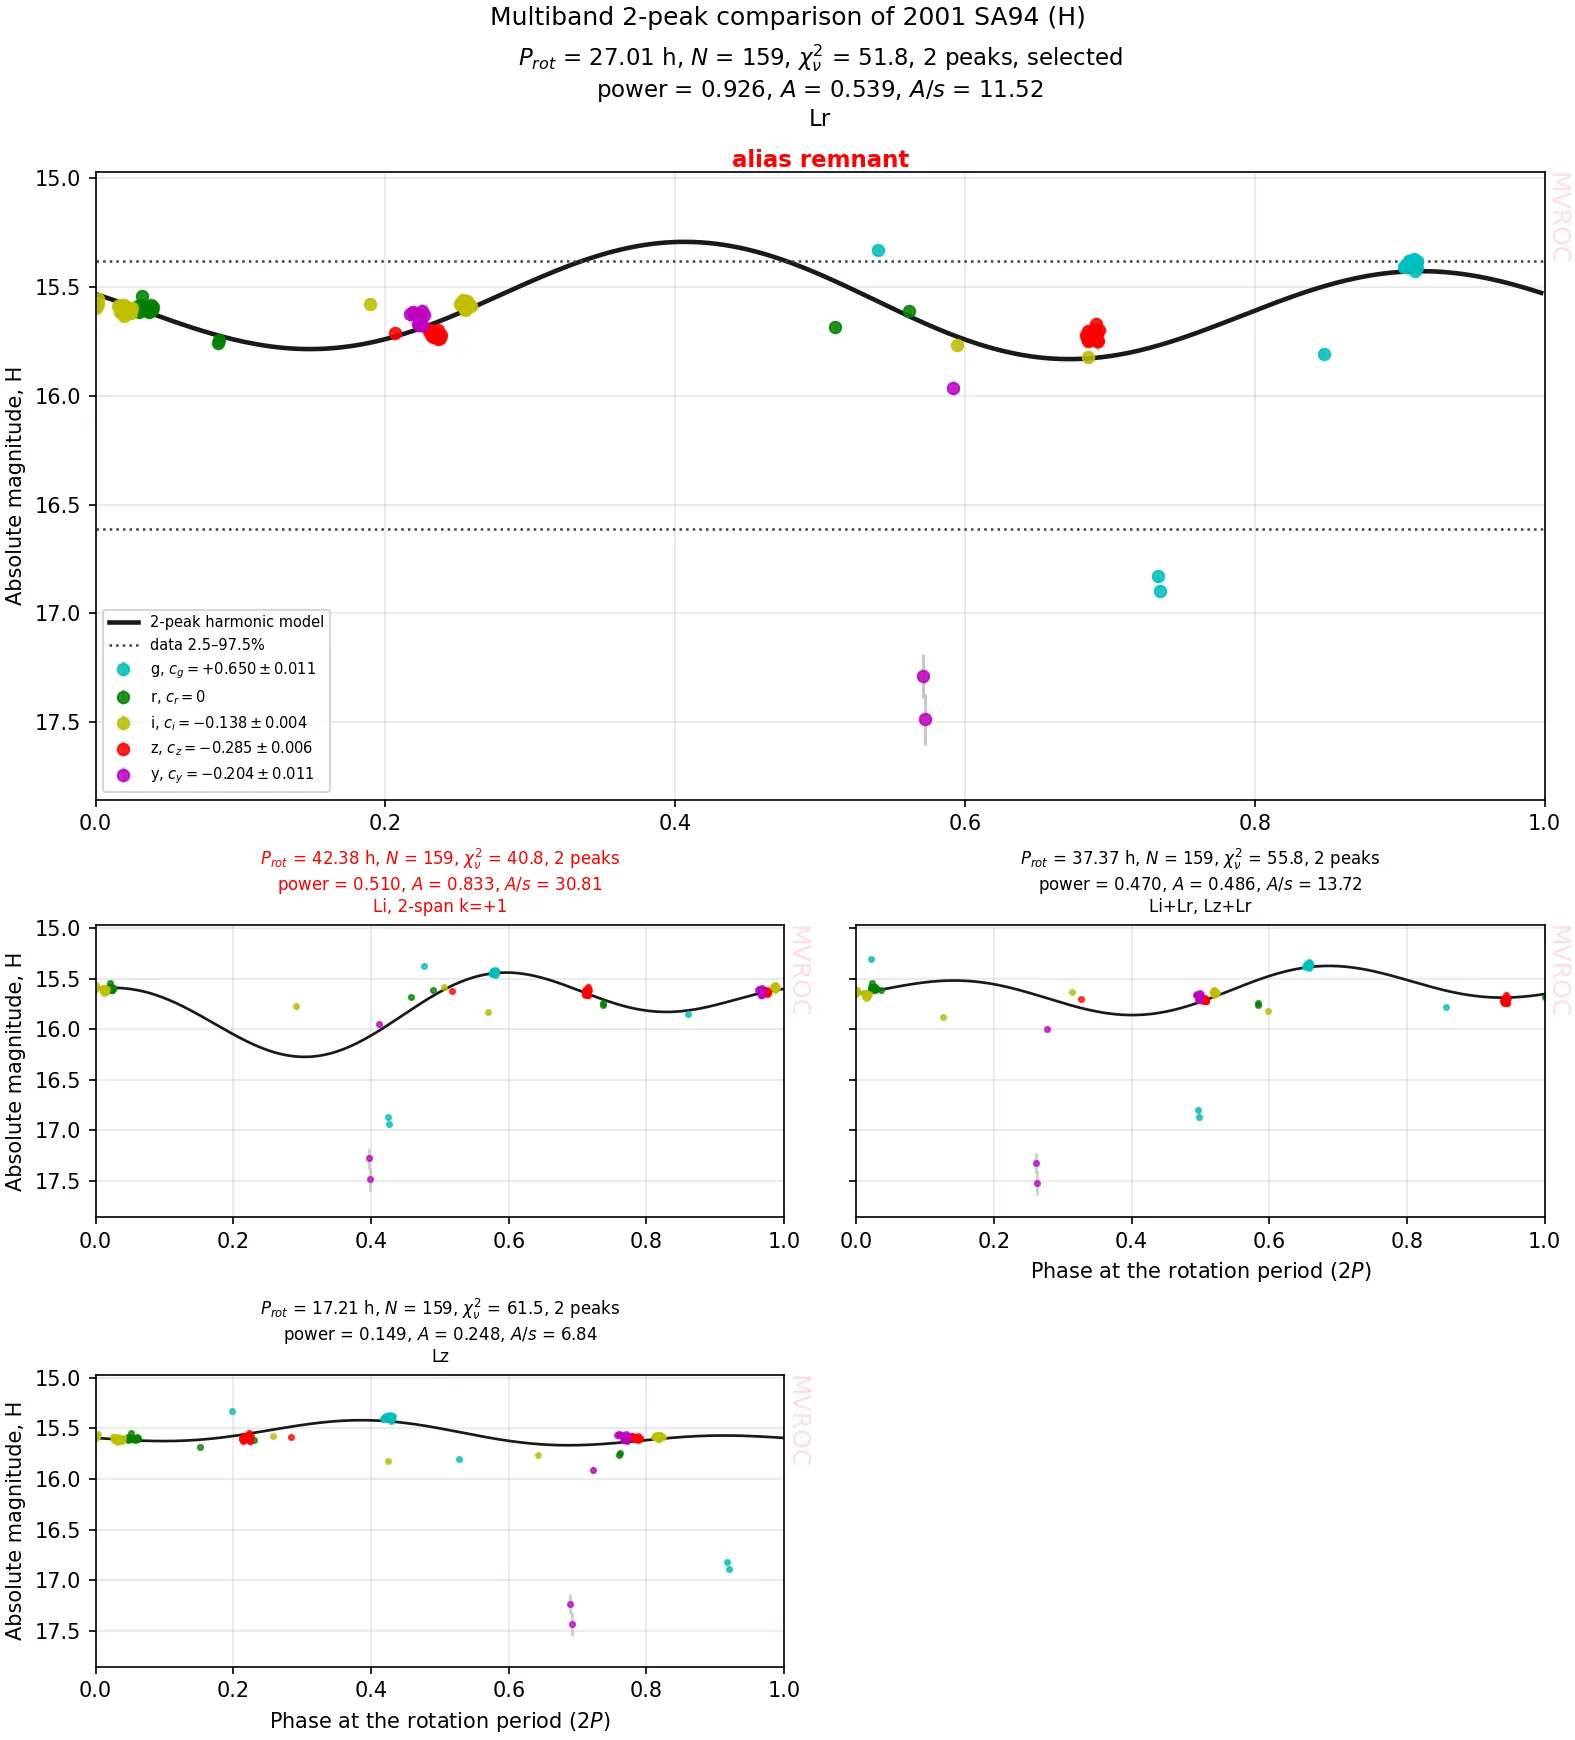 Multiband 2-peak comparison of 2001 SA94 (H)
P_rot = 27.01 h, N = 159, χ²_ν = 51.8, 2 peaks, selected
power = 0.926, A = 0.539, A/s = 11.52
Lr
alias remnant
MVROC
Absolute magnitude, H
15.0
15.5
16.0
16.5
17.0
17.5
2-peak harmonic model
data 2.5–97.5%
g, c_g = +0.650 ± 0.011
r, c_r = 0
i, c_i = −0.138 ± 0.004
z, c_z = −0.285 ± 0.006
y, c_y = −0.204 ± 0.011
0.0 0.2 0.4 0.6 0.8 1.0
P_rot = 42.38 h, N = 159, χ²_ν = 40.8, 2 peaks
power = 0.510, A = 0.833, A/s = 30.81
Li, 2-span k=+1
MVROC
Absolute magnitude, H
15.0
15.5
16.0
16.5
17.0
17.5
0.0 0.2 0.4 0.6 0.8 1.0
P_rot = 37.37 h, N = 159, χ²_ν = 55.8, 2 peaks
power = 0.470, A = 0.486, A/s = 13.72
Li+Lr, Lz+Lr
MVROC
0.0 0.2 0.4 0.6 0.8 1.0
Phase at the rotation period (2P)
P_rot = 17.21 h, N = 159, χ²_ν = 61.5, 2 peaks
power = 0.149, A = 0.248, A/s = 6.84
Lz
MVROC
Absolute magnitude, H
15.0
15.5
16.0
16.5
17.0
17.5
0.0 0.2 0.4 0.6 0.8 1.0
Phase at the rotation period (2P)